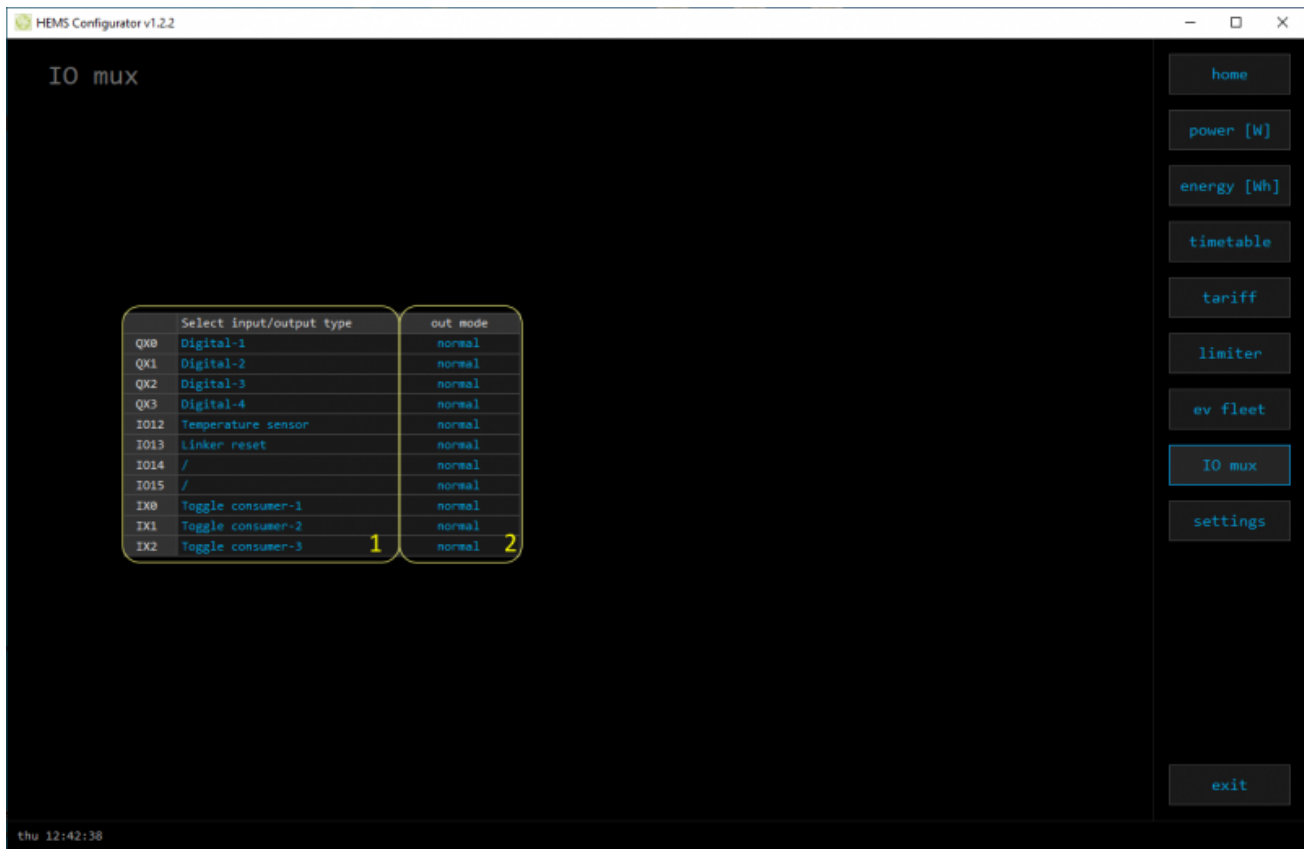 HEMS Configurator v1.2.2
IO mux
Select input/output type out mode
QX0 Digital-1 normal
QX1 Digital-2 normal
QX2 Digital-3 normal
QX3 Digital-4 normal
IO12 Temperature sensor normal
IO13 Linker reset normal
IO14 / normal
IO15 / normal
IX0 Toggle consumer-1 normal
IX1 Toggle consumer-2 normal
IX2 Toggle consumer-3 1 normal 2
home
power [W]
energy [Wh]
timetable
tariff
limiter
ev fleet
IO mux
settings
exit
thu 12:42:38